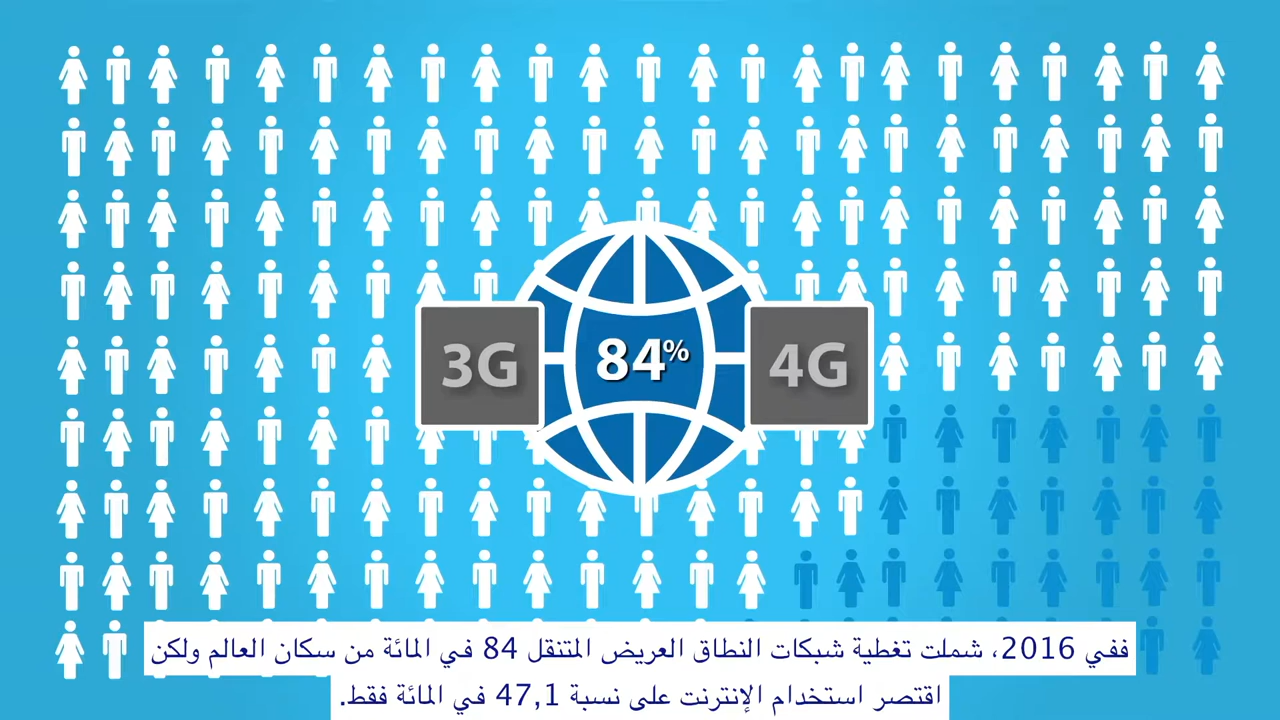 3G
84%
4G
ففي 2016، شملت تغطية شبكات النطاق العريض المتنقل 84 في المائة من سكان العالم ولكن
اقتصر استخدام الإنترنت على نسبة 47,1 في المائة فقط.